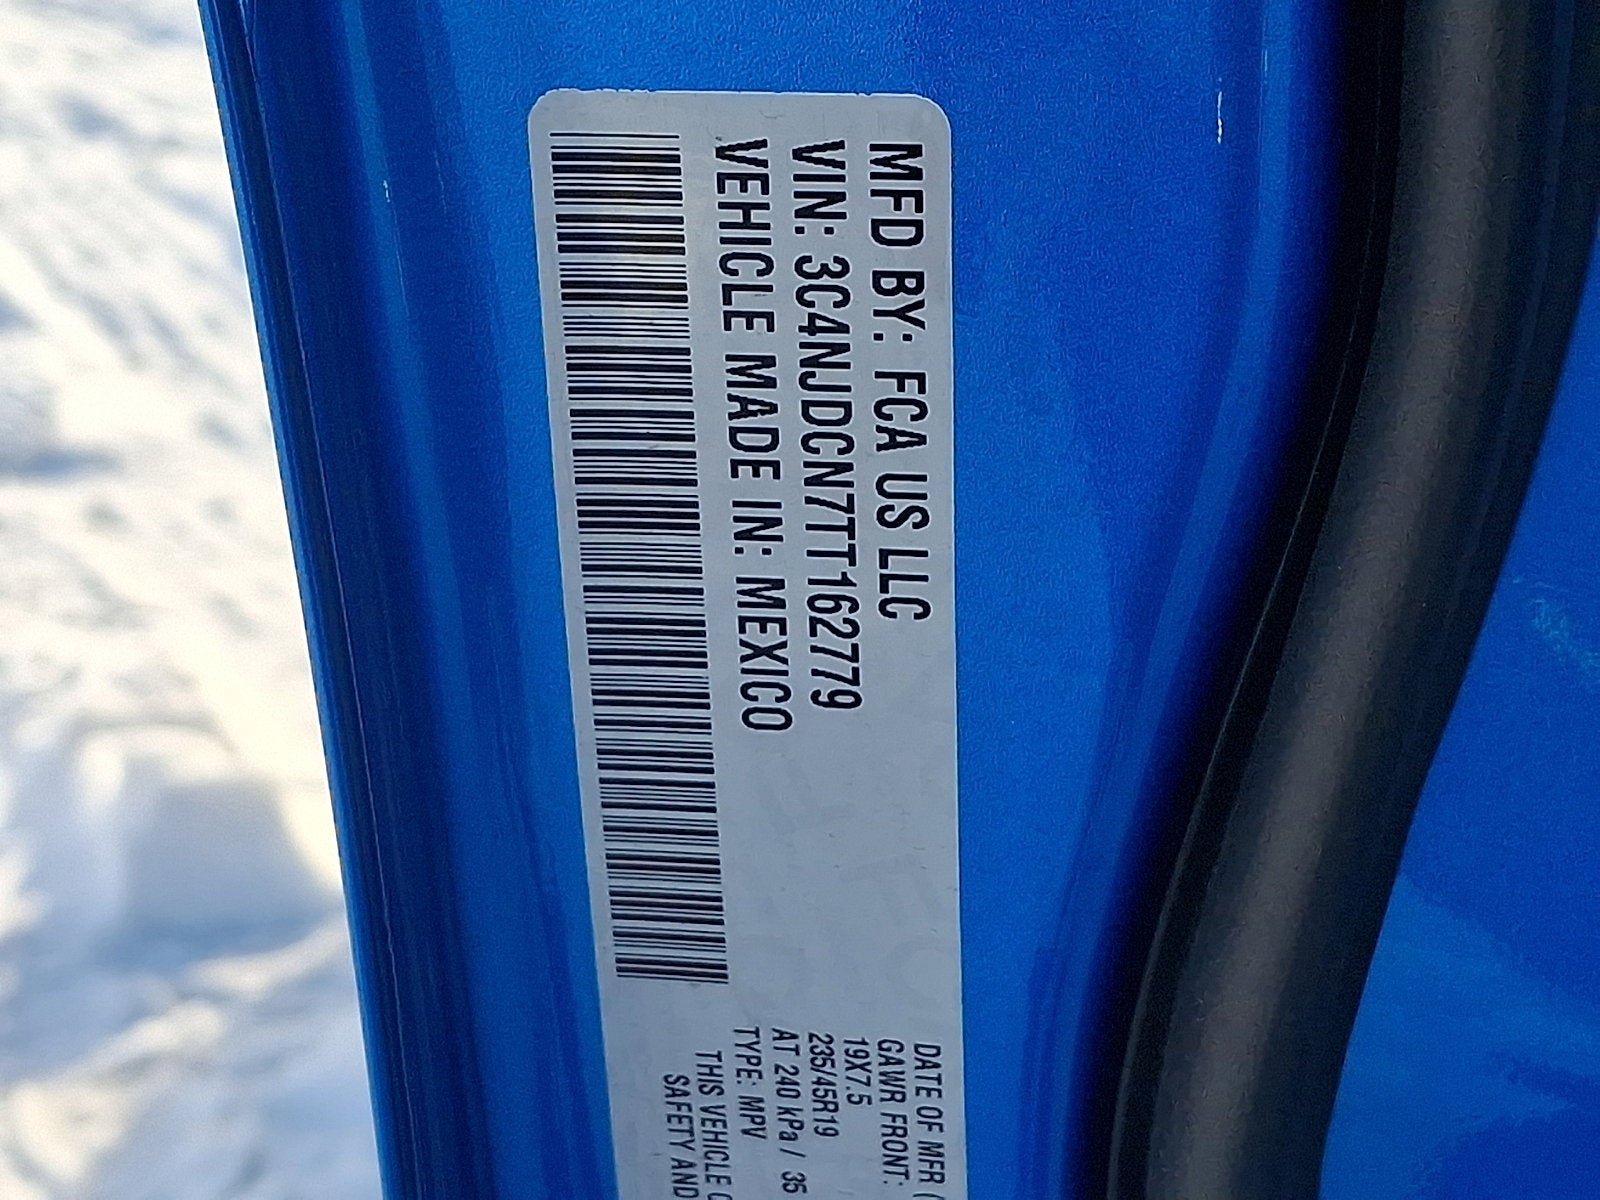 MFD BY: FCA US LLC
VIN: 3C4NJDCN7TT162779
VEHICLE MADE IN: MEXICO
DATE OF MFR (
GAWR FRONT:
19X7.5
235/45R19
AT 240 kPa / 35
TYPE: MPV
THIS VEHICLE
SAFETY AND